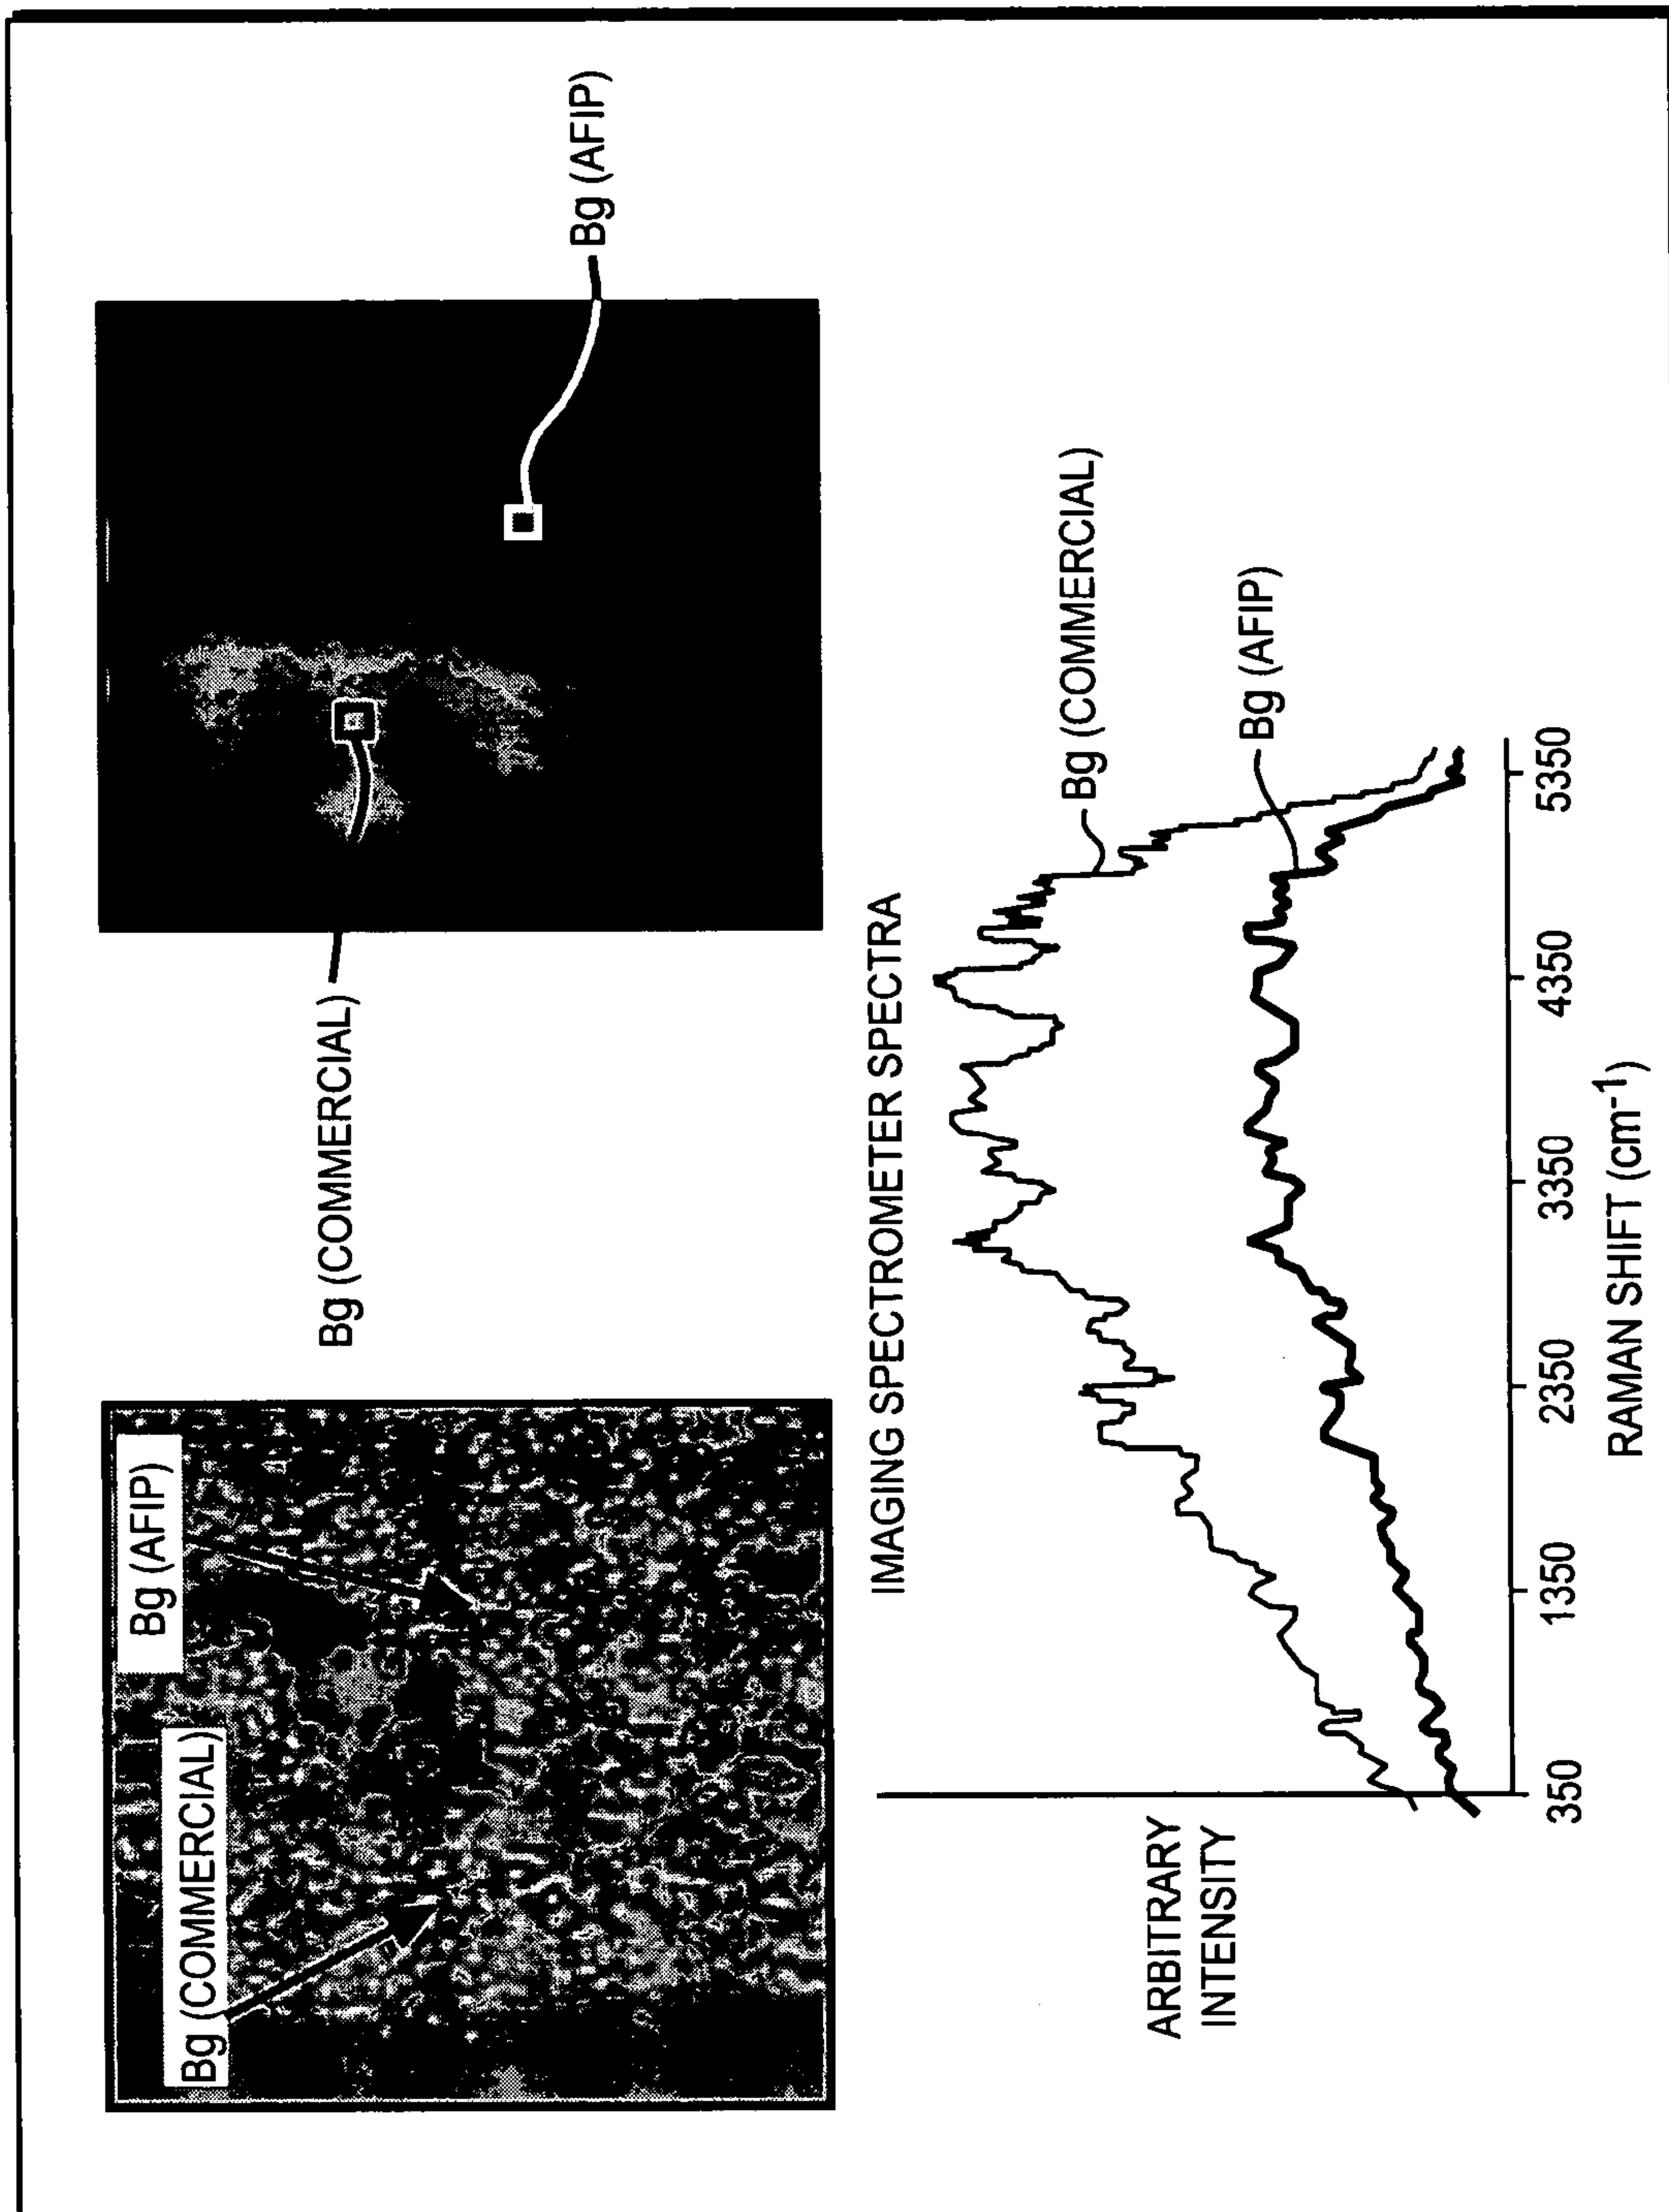 Bg (COMMERCIAL)
Bg (AFIP)
Bg (COMMERCIAL)
Bg (AFIP)
IMAGING SPECTROMETER SPECTRA
ARBITRARY
INTENSITY
Bg (COMMERCIAL)
Bg (AFIP)
350 1350 2350 3350 4350 5350
RAMAN SHIFT (cm-1)